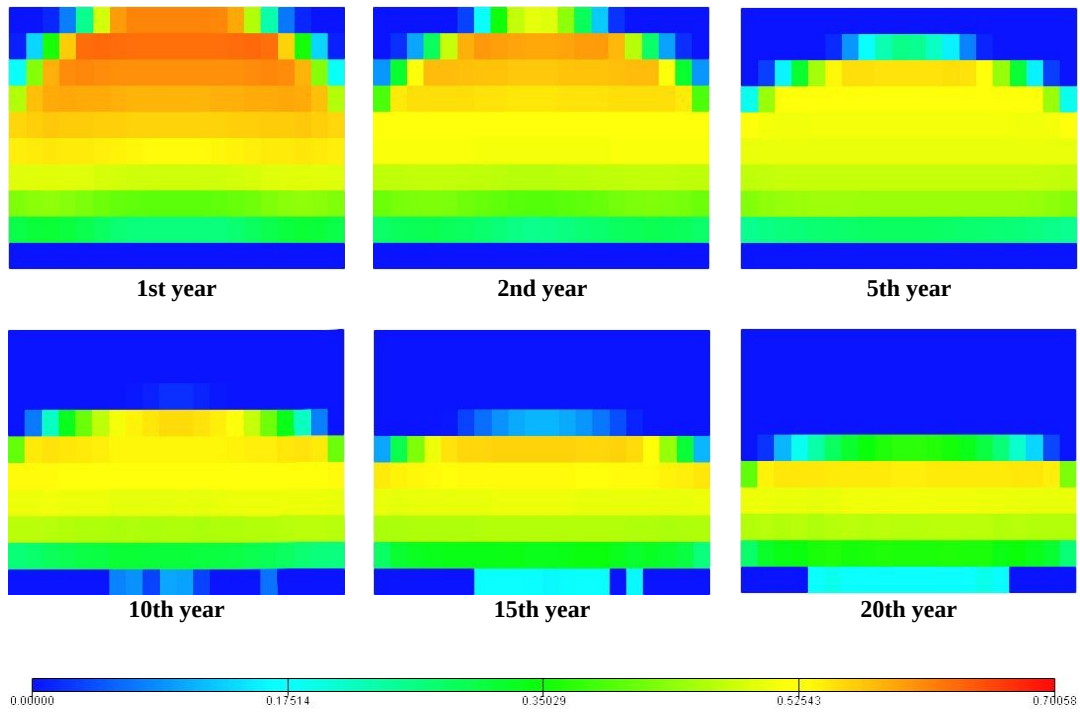 1st year
2nd year
5th year
10th year
15th year
20th year
0.00000 0.17514 0.35029 0.52543 0.70058